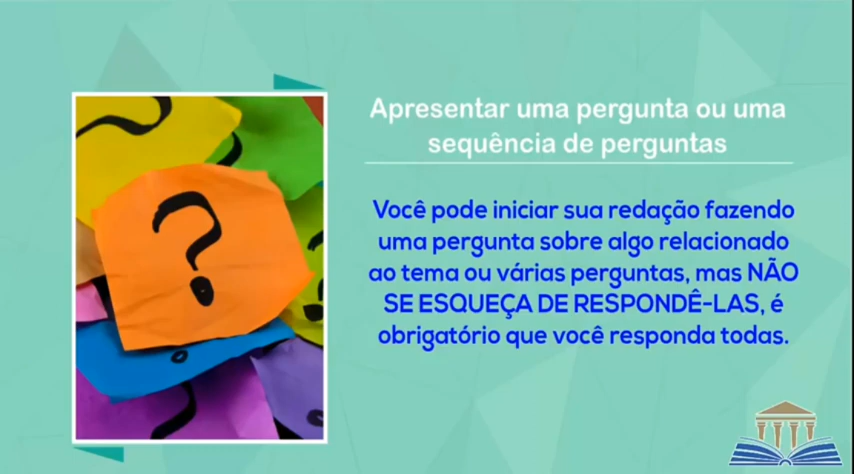 Apresentar uma pergunta ou uma
sequência de perguntas
Você pode iniciar sua redação fazendo
uma pergunta sobre algo relacionado
ao tema ou várias perguntas, mas NÃO
SE ESQUEÇA DE RESPONDÊ-LAS, é
obrigatório que você responda todas.
?